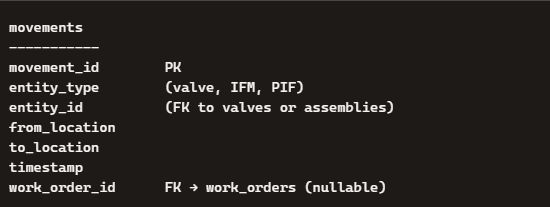 movements
-----------
movement_id      PK
entity_type      (valve, IFM, PIF)
entity_id        (FK to valves or assemblies)
from_location
to_location
timestamp
work_order_id    FK → work_orders (nullable)